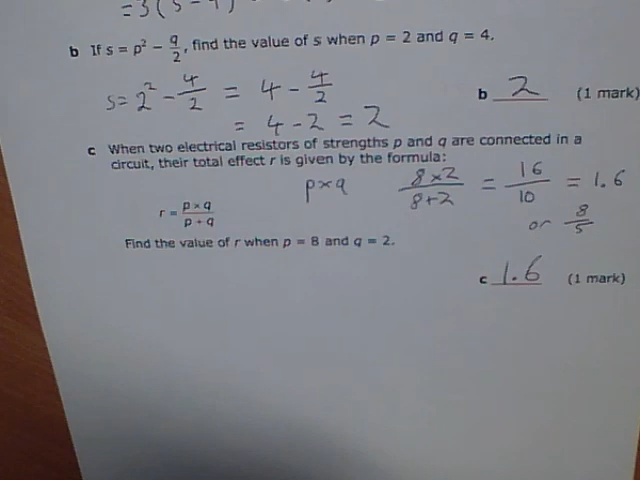 = 3(5 - 4)
b If s = p² - q/2, find the value of s when p = 2 and q = 4.
s = 2² - 4/2 = 4 - 4/2
= 4 - 2 = 2
b 2 (1 mark)
c When two electrical resistors of strengths p and q are connected in a
circuit, their total effect r is given by the formula:
p × q 8 × 2/8 + 2 = 16/10 = 1.6
or 8/5
r = p × q/p + q
Find the value of r when p = 8 and q = 2.
c 1.6 (1 mark)